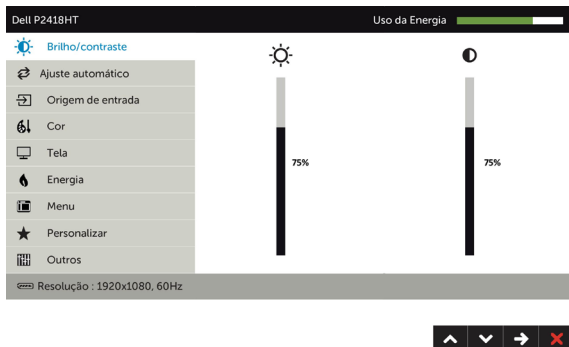 Dell P2418HT
Uso da Energia
Brilho/contraste
Ajuste automático
Origem de entrada
Cor
Tela
Energia
Menu
Personalizar
Outros
75%
75%
Resolução : 1920x1080, 60Hz